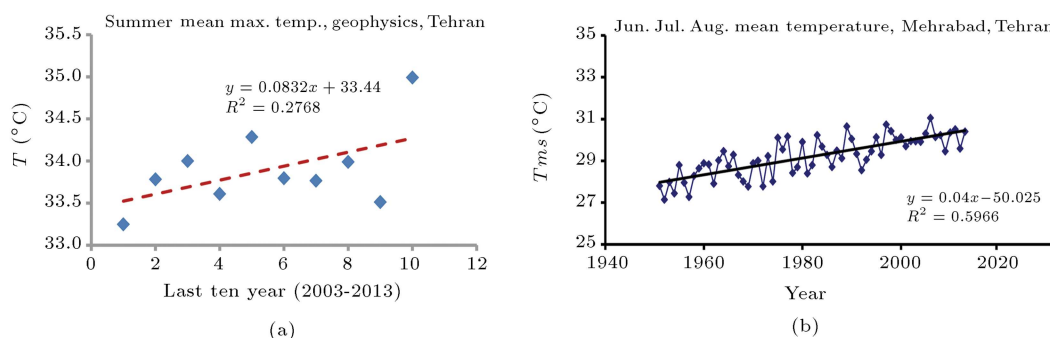 Summer mean max. temp., geophysics, Tehran
35.5
35.0
34.5
34.0
33.5
33.0
T (°C)
y = 0.0832x + 33.44
R² = 0.2768
0 2 4 6 8 10 12
Last ten year (2003-2013)
(a)
Jun. Jul. Aug. mean temperature, Mehrabad, Tehran
35
31
29
27
25
Tms (°C)
y = 0.04x−50.025
R² = 0.5966
1940 1960 1980 2000 2020
Year
(b)